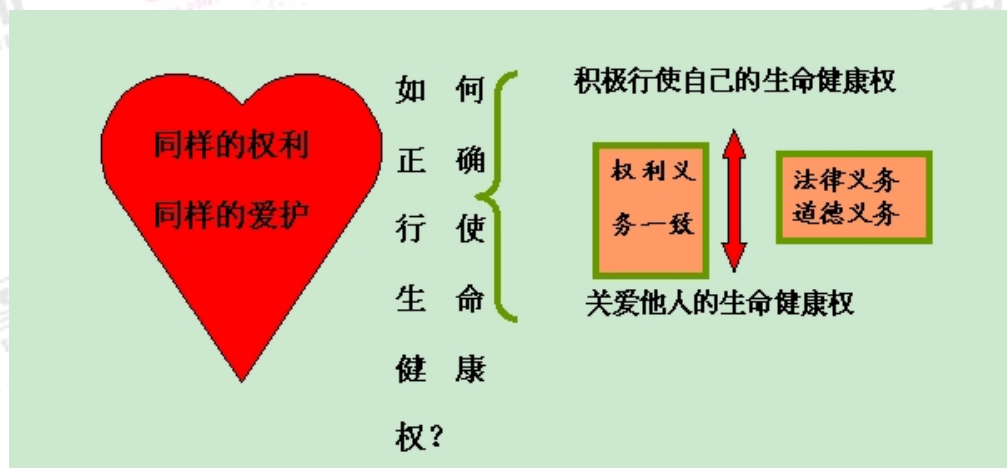 同样的权利
同样的爱护
如何
正确
行使
生命
健康
权？
积极行使自己的生命健康权
权利义
务一致
法律义务
道德义务
关爱他人的生命健康权